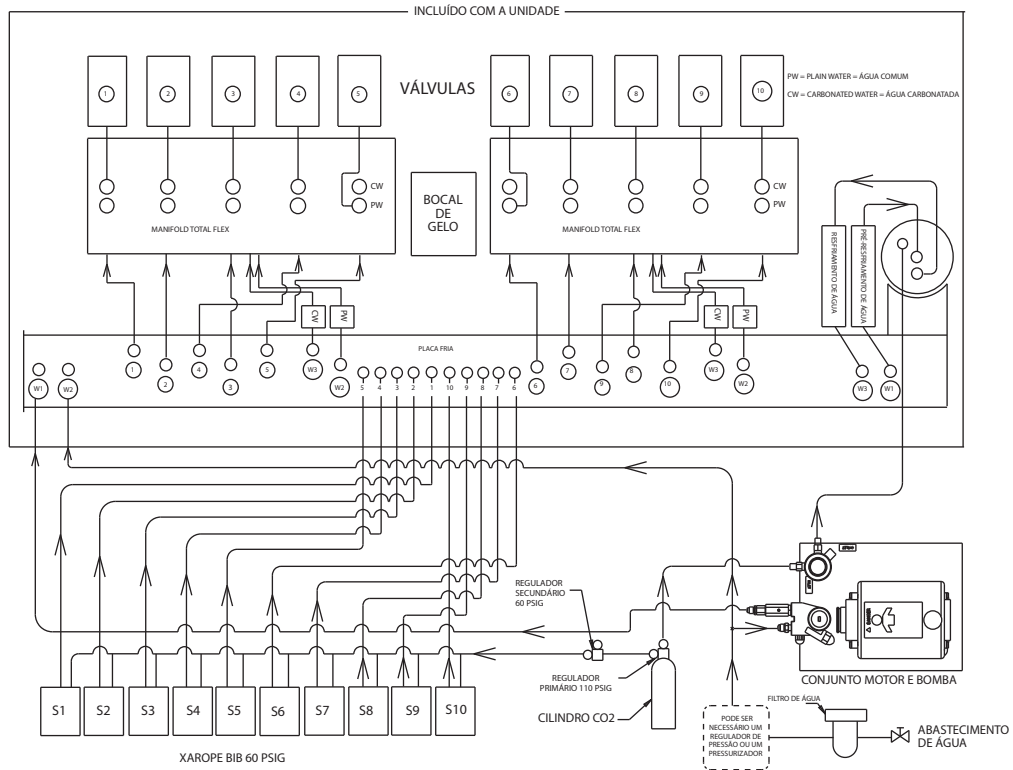 INCLUÍDO COM A UNIDADE
1
2
3
4
5
VÁLVULAS
6
7
8
9
10
PW = PLAIN WATER = ÁGUA COMUM
CW = CARBONATED WATER = ÁGUA CARBONATADA
CW
PW
MANIFOLD TOTAL FLEX
BOCAL
DE
GELO
CW
PW
MANIFOLD TOTAL FLEX
RESFRIAMENTO DE ÁGUA
PRÉ-RESFRIAMENTO DE ÁGUA
CW
PW
CW
PW
PLACA FRIA
W1
W2
1
2
4
3
5
W3
W2
5
4
3
2
1
10
9
8
7
6
6
7
9
8
10
W3
W2
W3
W1
REGULADOR
SECUNDÁRIO
60 PSIG
REGULADOR
PRIMÁRIO 110 PSIG
CILINDRO CO2
CONJUNTO MOTOR E BOMBA
S1
S2
S3
S4
S5
S6
S7
S8
S9
S10
XAROPE BIB 60 PSIG
PODE SER
NECESSÁRIO UM
REGULADOR DE
PRESSÃO OU UM
PRESSURIZADOR
FILTRO DE ÁGUA
ABASTECIMENTO
DE ÁGUA